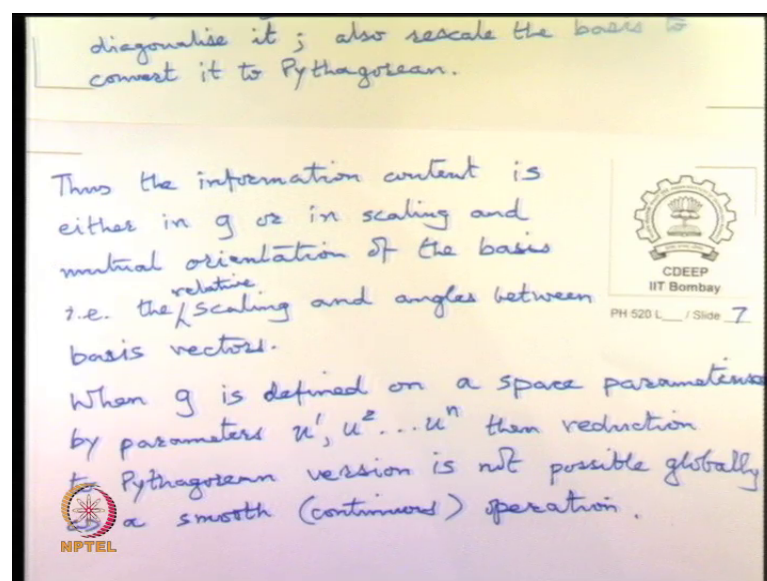 diagonalise it ; also rescale the basis to
convert it to Pythagorean.
Thus the information content is
either in g or in scaling and
mutual orientation of the basis
i.e. the relative scaling and angles between
basis vectors.
When g is defined on a space parametrised
by parameters u¹, u² ... uⁿ then reduction
to Pythagorean version is not possible globally
as a smooth (continuous) operation.
CDEEP
IIT Bombay
PH 520 L___ / Slide 7
NPTEL